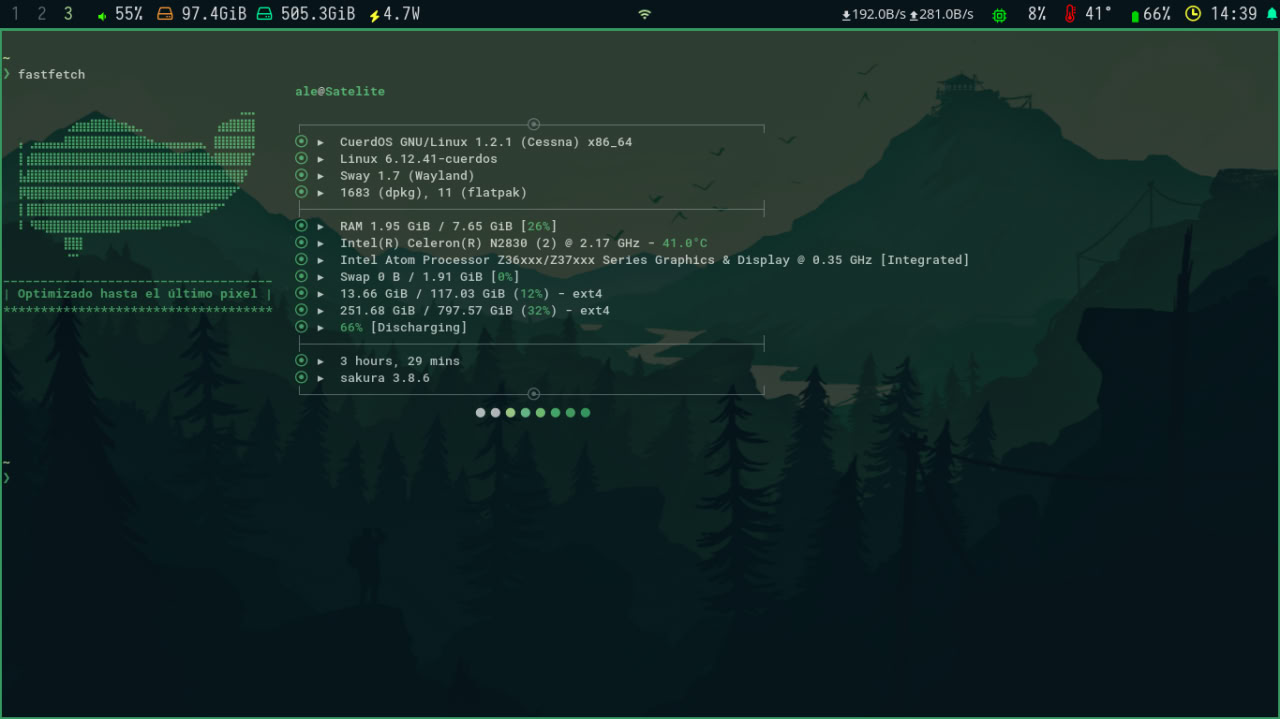 1 2 3 55% 97.4GiB 505.3GiB 4.7W 192.0B/s 281.0B/s 8% 41° 66% 14:39
~
❯ fastfetch
ale@Satelite
CuerdOS GNU/Linux 1.2.1 (Cessna) x86_64
Linux 6.12.41-cuerdos
Sway 1.7 (Wayland)
1683 (dpkg), 11 (flatpak)
RAM 1.95 GiB / 7.65 GiB [26%]
Intel(R) Celeron(R) N2830 (2) @ 2.17 GHz - 41.0°C
Intel Atom Processor Z36xxx/Z37xxx Series Graphics & Display @ 0.35 GHz [Integrated]
Swap 0 B / 1.91 GiB [0%]
13.66 GiB / 117.03 GiB (12%) - ext4
251.68 GiB / 797.57 GiB (32%) - ext4
66% [Discharging]
3 hours, 29 mins
sakura 3.8.6
------------------------------------
| Optimizado hasta el último pixel |
************************************
~
❯